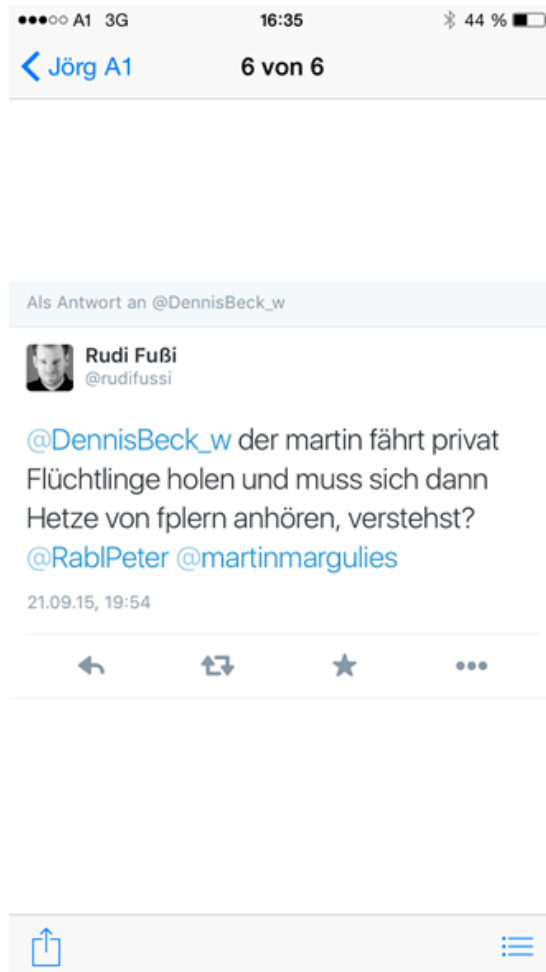 A1 3G 16:35 44 %
Jörg A1 6 von 6
Als Antwort an @DennisBeck_w
Rudi Fußi
@rudifussi
@DennisBeck_w der martin fährt privat
Flüchtlinge holen und muss sich dann
Hetze von fplern anhören, verstehst?
@RablPeter @martinmargulies
21.09.15, 19:54